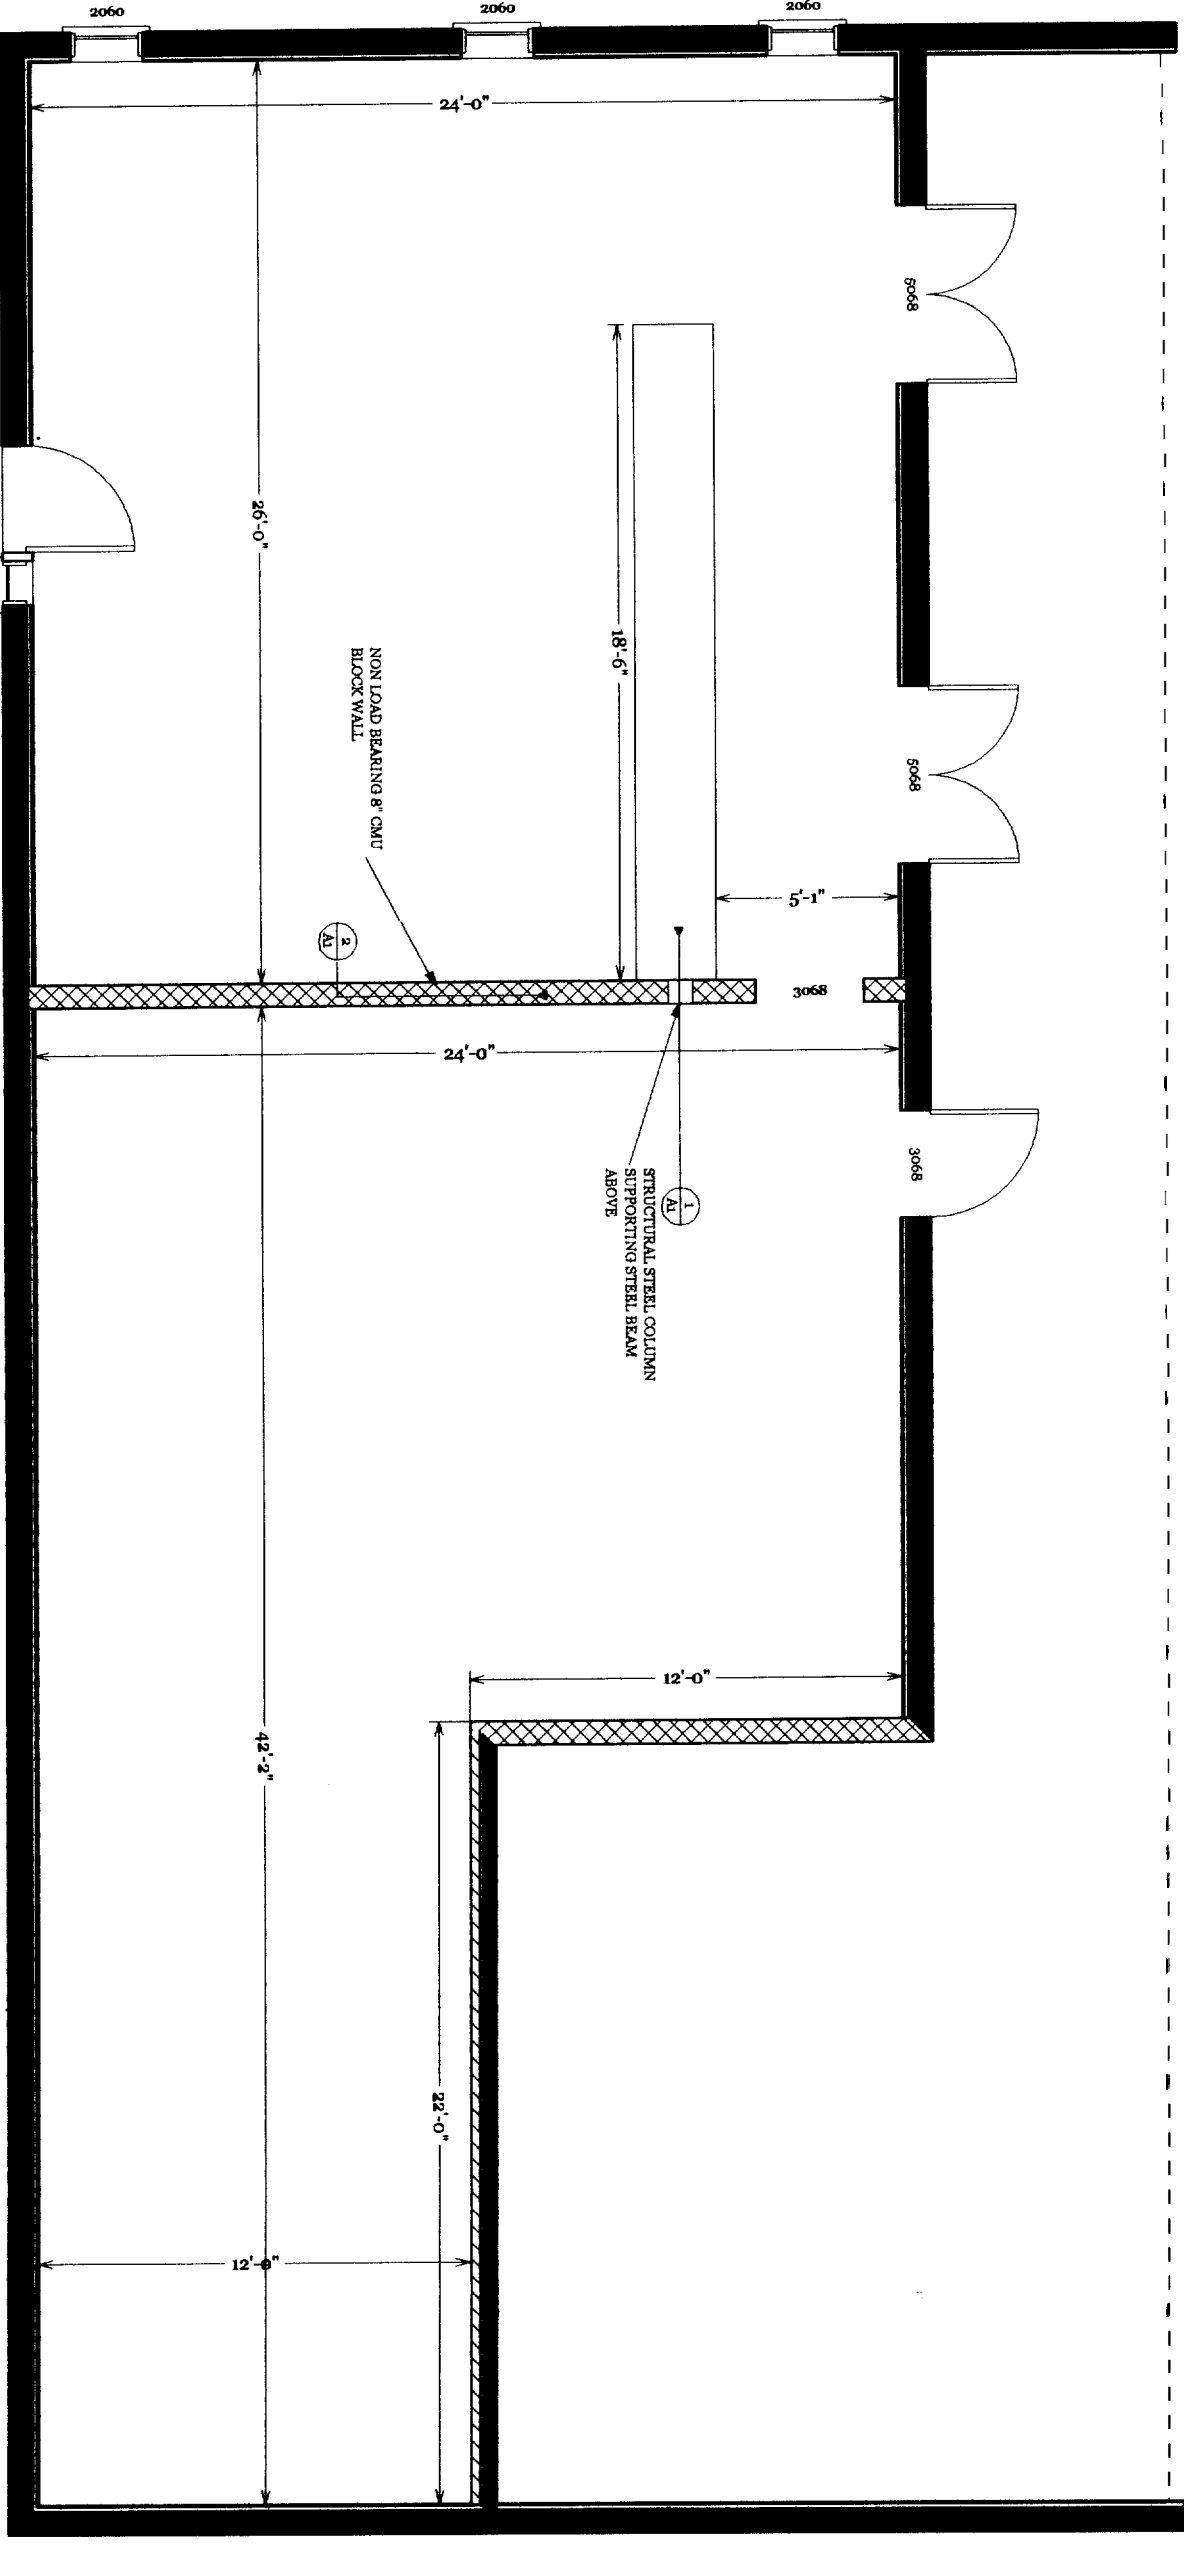 2060
2060
2060
24'-0"
5068
26'-0"
18'-6"
NON LOAD BEARING 8" CMU
BLOCK WALL
5068
5'-1"
2
A1
3068
24'-0"
3068
1
A1
STRUCTURAL STEEL COLUMN
SUPPORTING STEEL BEAM
ABOVE
12'-0"
42'-2"
22'-0"
12'-0"